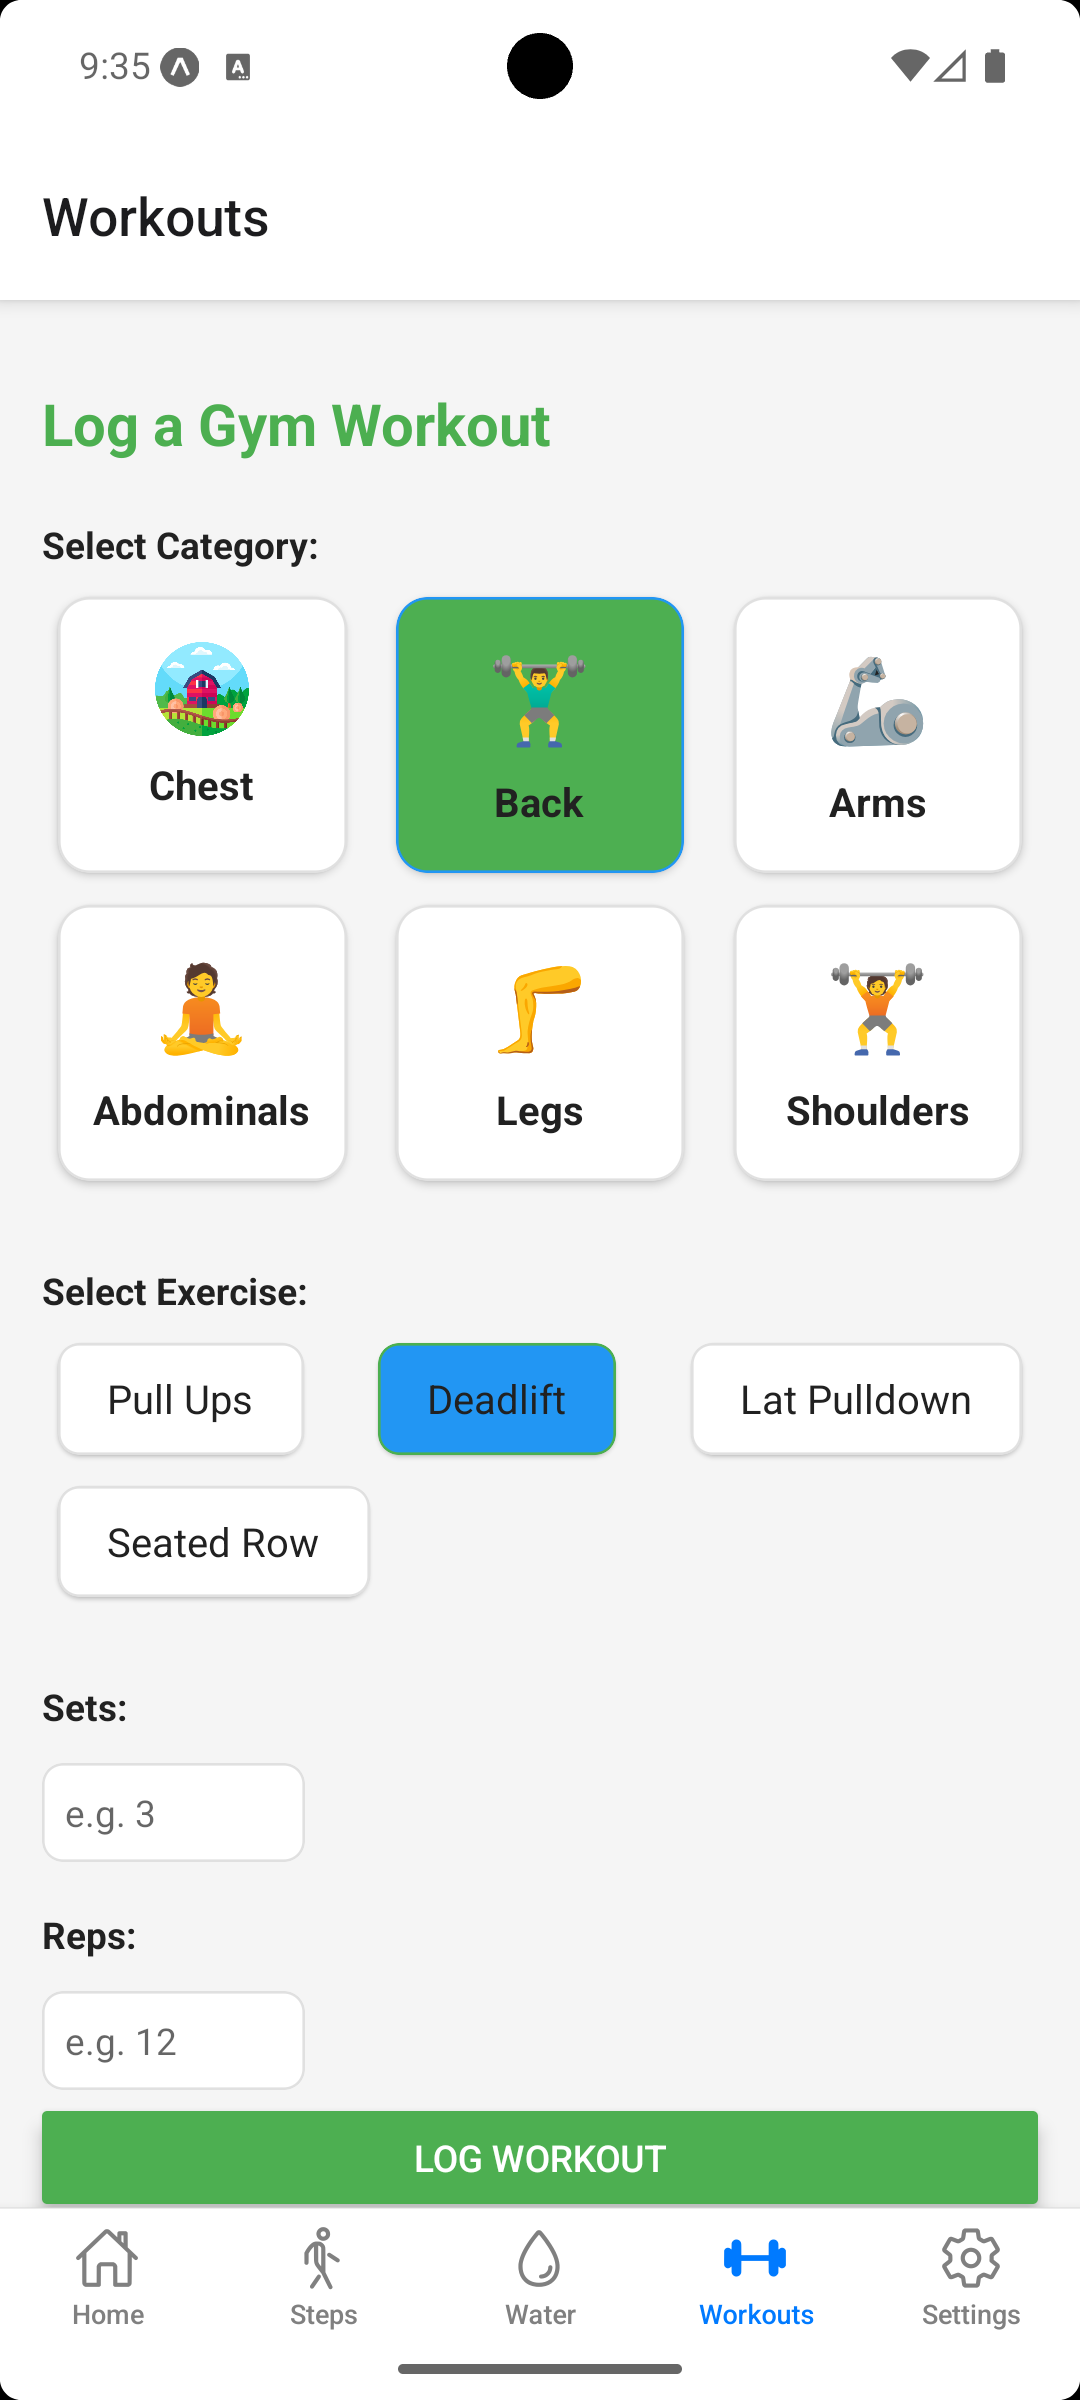 9:35
Workouts
Log a Gym Workout
Select Category:
Chest
Back
Arms
Abdominals
Legs
Shoulders
Select Exercise:
Pull Ups
Deadlift
Lat Pulldown
Seated Row
Sets:
e.g. 3
Reps:
e.g. 12
LOG WORKOUT
Home
Steps
Water
Workouts
Settings